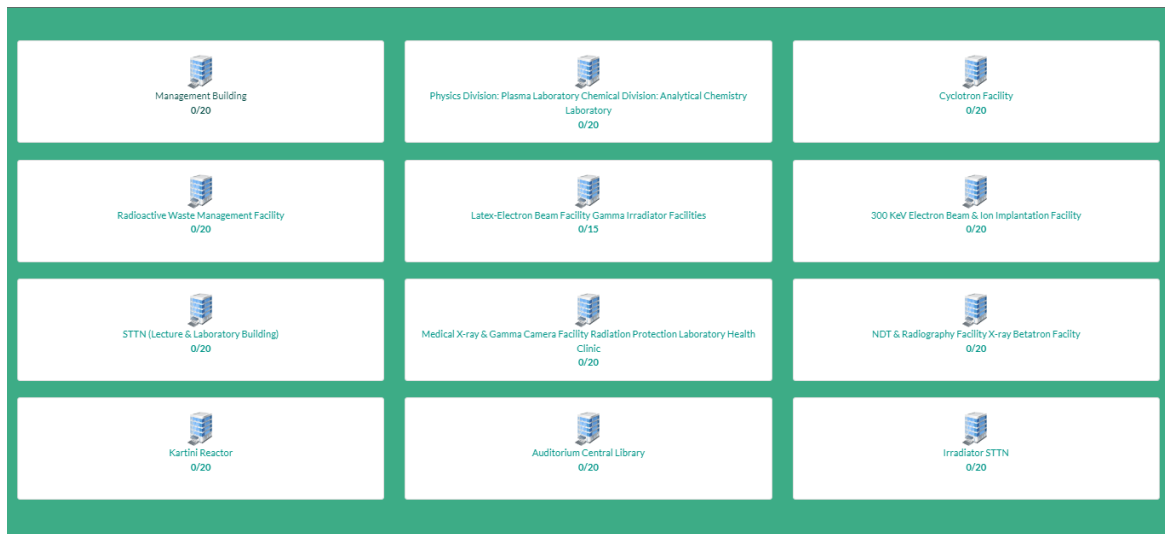 Management Building
0/20
Physics Division: Plasma Laboratory Chemical Division: Analytical Chemistry
Laboratory
0/20
Cyclotron Facility
0/20
Radioactive Waste Management Facility
0/20
Latex-Electron Beam Facility Gamma Irradiator Facilities
0/15
300 KeV Electron Beam & Ion Implantation Facility
0/20
STTN (Lecture & Laboratory Building)
0/20
Medical X-ray & Gamma Camera Facility Radiation Protection Laboratory Health
Clinic
0/20
NDT & Radiography Facility X-ray Betatron Facilty
0/20
Kartini Reactor
0/20
Auditorium Central Library
0/20
Irradiator STTN
0/20